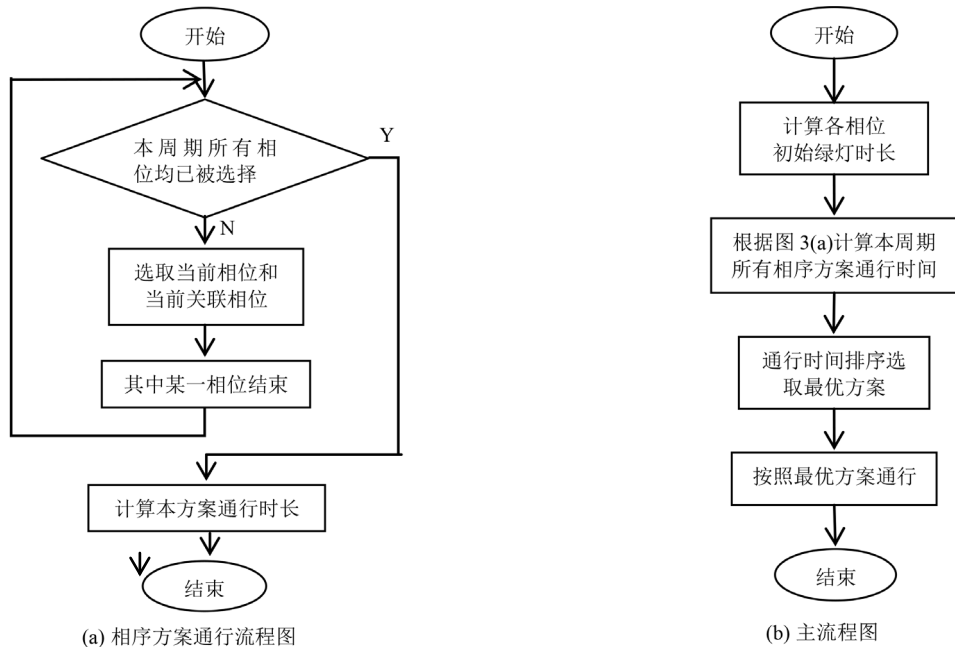 开始
本周期所有相
位均已被选择
Y
N
选取当前相位和
当前关联相位
其中某一相位结束
计算本方案通行时长
结束
(a) 相序方案通行流程图
开始
计算各相位
初始绿灯时长
根据图 3(a)计算本周期
所有相序方案通行时间
通行时间排序选
取最优方案
按照最优方案通行
结束
(b) 主流程图